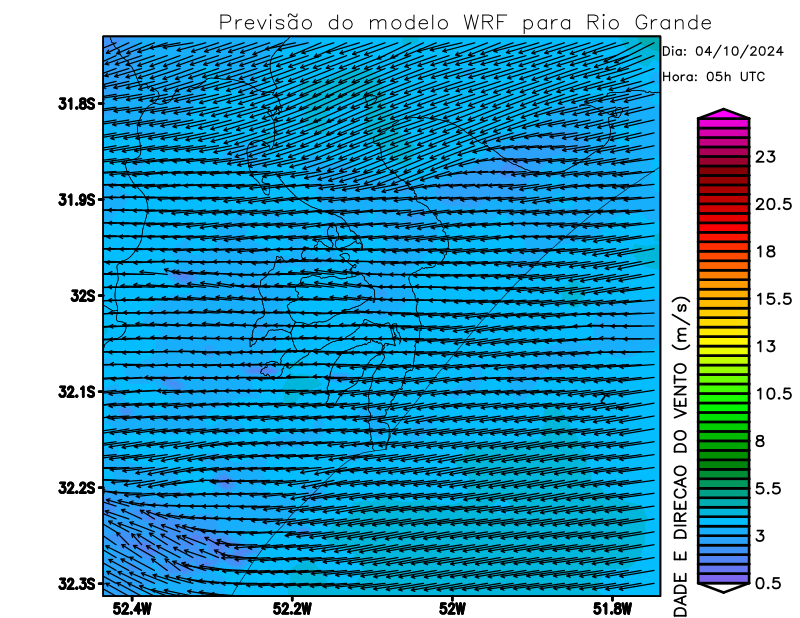 Previsão do modelo WRF para Rio Grande
Dia: 04/10/2024
Hora: 05h UTC
31.8S
31.9S
32S
32.1S
32.2S
32.3S
52.4W
52.2W
52W
51.8W
DADE E DIRECAO DO VENTO (m/s)
23
20.5
18
15.5
13
10.5
8
5.5
3
0.5